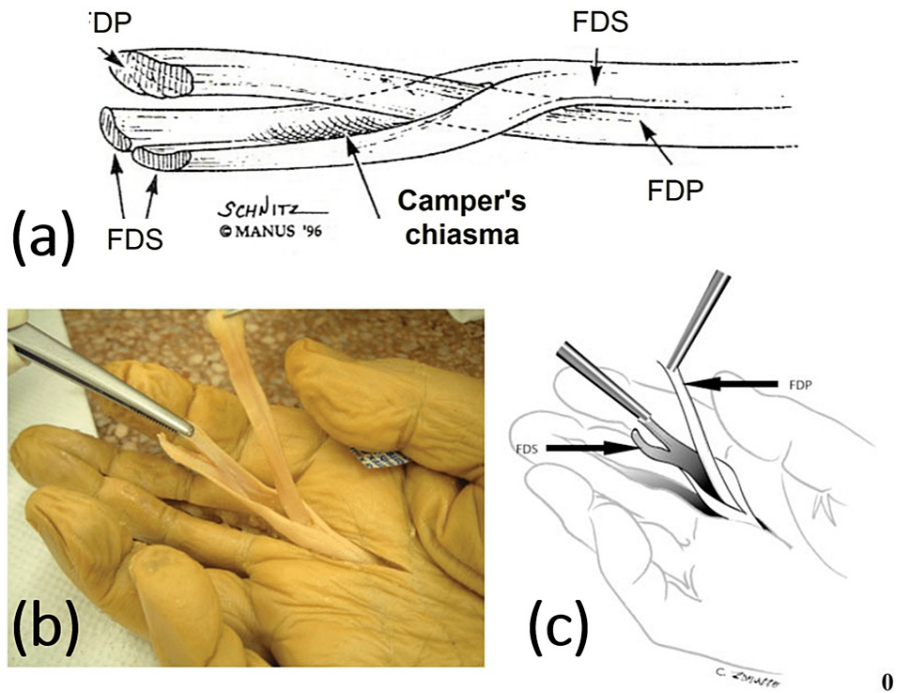 FDP
FDS
FDP
Camper's
chiasma
SCHNITZ
© MANUS '96
FDS
(a)
FDP
FDS
(b)
(c)
0